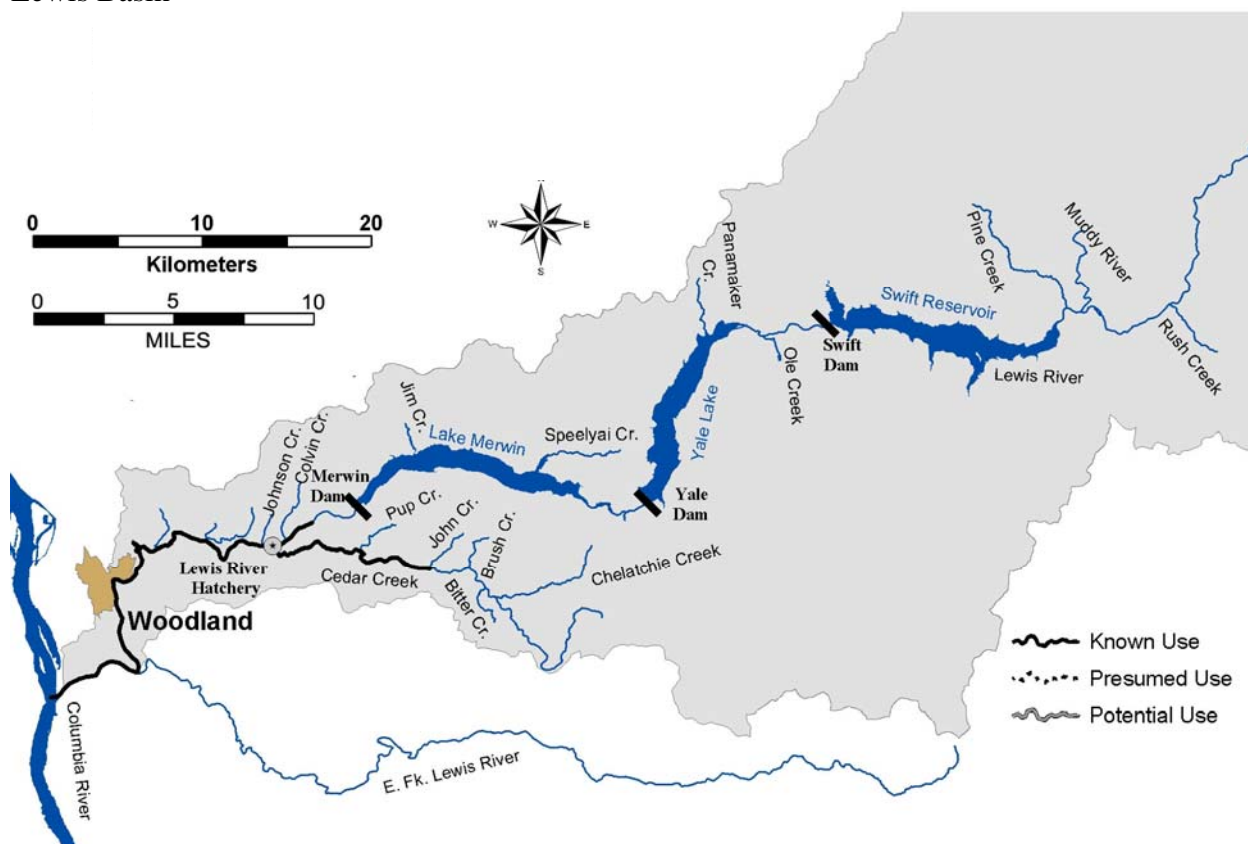 Lewis Basin
0 10 20
Kilometers
0 5 10
MILES
W E
S
Panamaker
Cr.
Pine Creek
Muddy River
Rush Creek
Swift Reservoir
Swift
Dam
Lewis River
Ole Creek
Yale Lake
Yale
Dam
Speelyai Cr.
Lake Merwin
Jim Cr.
Merwin
Dam
Colvin Cr.
Johnson Cr.
Pup Cr.
John Cr.
Brush Cr.
Chelatchie Creek
Bitter Cr.
Cedar Creek
Lewis River
Hatchery
Woodland
Columbia River
E. Fk. Lewis River
Known Use
Presumed Use
Potential Use